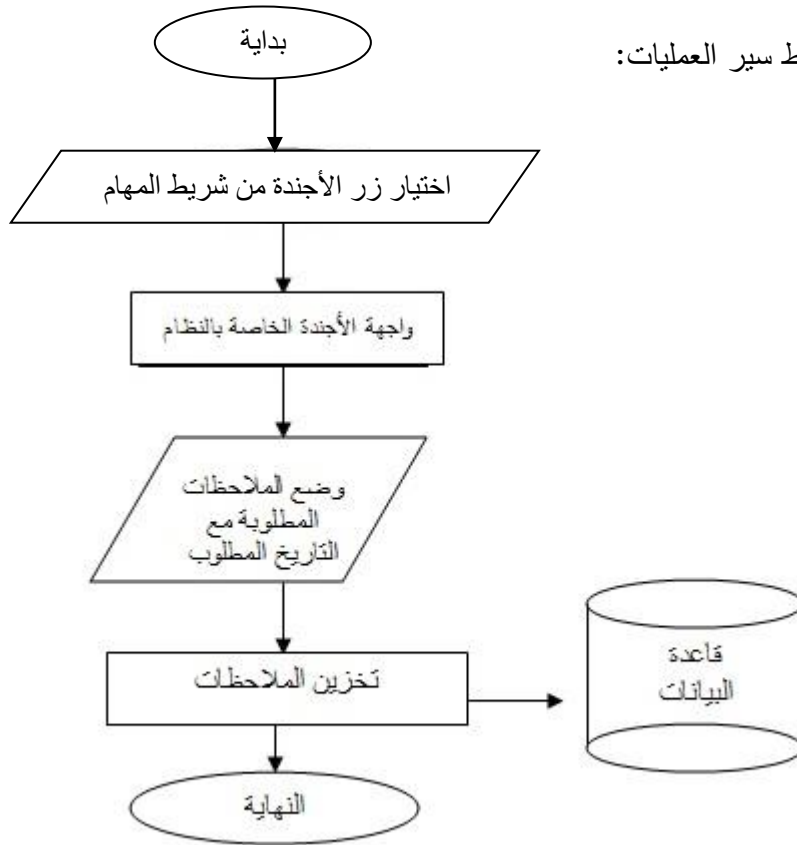 ط سير العمليات:
بداية
اختيار زر الأجندة من شريط المهام
واجهة الأجندة الخاصة بالنظام
وضع الملاحظات
المطلوبة مع
التاريخ المطلوب
تخزين الملاحظات
قاعدة
البيانات
النهاية